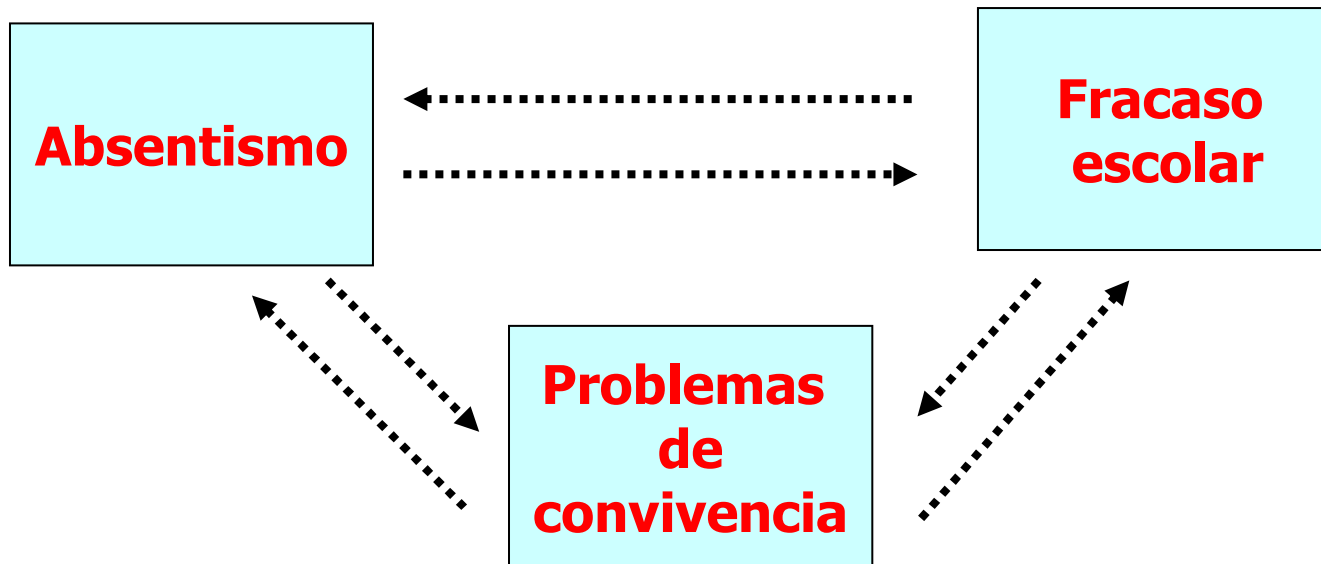 Absentismo
Fracaso
escolar
Problemas
de
convivencia